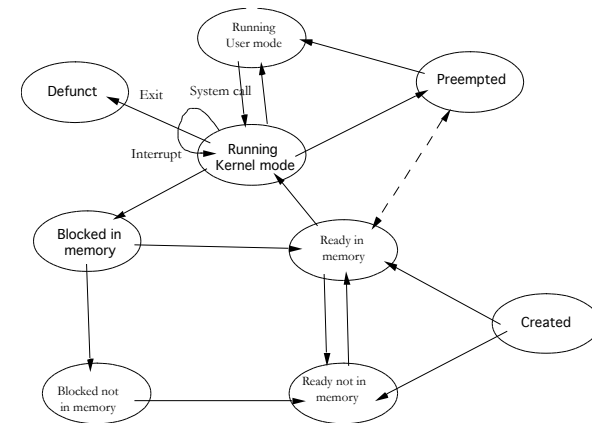 Running
User mode
Preempted
Defunct
Exit
System call
Interrupt
Running
Kernel mode
Blocked in
memory
Ready in
memory
Created
Blocked not
in memory
Ready not in
memory